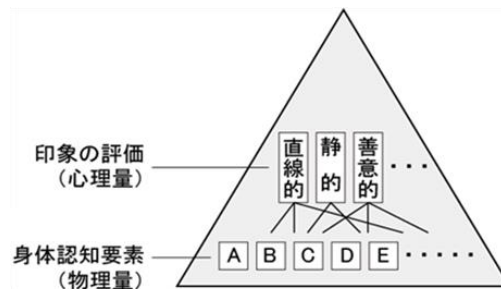 印象の評価
(心理量)
直線的
静的
善意的
・・・
身体認知要素
(物理量)
A B C D E ・・・・・